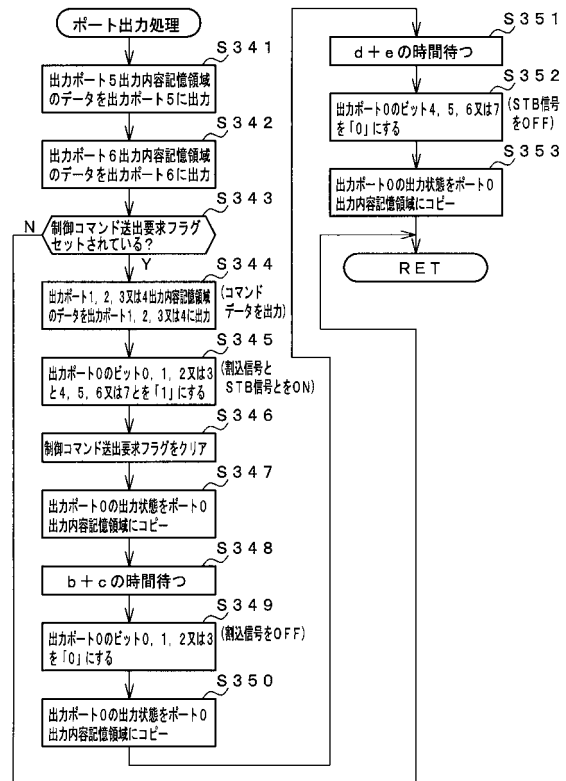 ポート出力処理
S341
出力ポート5出力内容記憶領域
のデータを出力ポート5に出力
S342
出力ポート6出力内容記憶領域
のデータを出力ポート6に出力
S343
制御コマンド送出要求フラグ
セットされている？
N
Y
S344
出力ポート1，2，3又は4出力内容記憶領域
のデータを出力ポート1，2，3又は4に出力
(コマンド
データを出力)
S345
出力ポート0のビット0，1，2又は3
と4，5，6又は7とを「1」にする
(割込信号と
STB信号とをON)
S346
制御コマンド送出要求フラグをクリア
S347
出力ポート0の出力状態をポート0
出力内容記憶領域にコピー
S348
b＋cの時間待つ
S349
出力ポート0のビット0，1，2又は3
を「0」にする
(割込信号をOFF)
S350
出力ポート0の出力状態をポート0
出力内容記憶領域にコピー
S351
d＋eの時間待つ
S352
出力ポート0のビット4，5，6又は7
を「0」にする
(STB信号
をOFF)
S353
出力ポート0の出力状態をポート0
出力内容記憶領域にコピー
RET